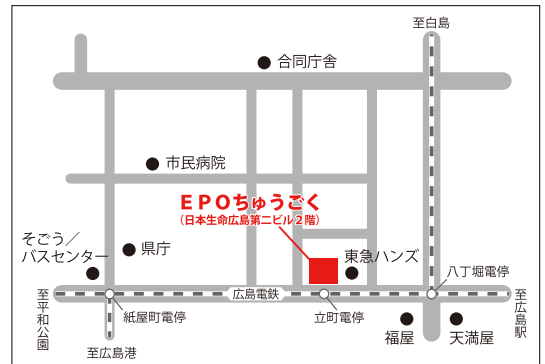 至白島
合同庁舎
市民病院
EPOちゅうごく
（日本生命広島第二ビル２階）
そごう／
バスセンター
県庁
東急ハンズ
八丁堀電停
至平和公園
広島電鉄
至広島駅
紙屋町電停
立町電停
福屋
天満屋
至広島港